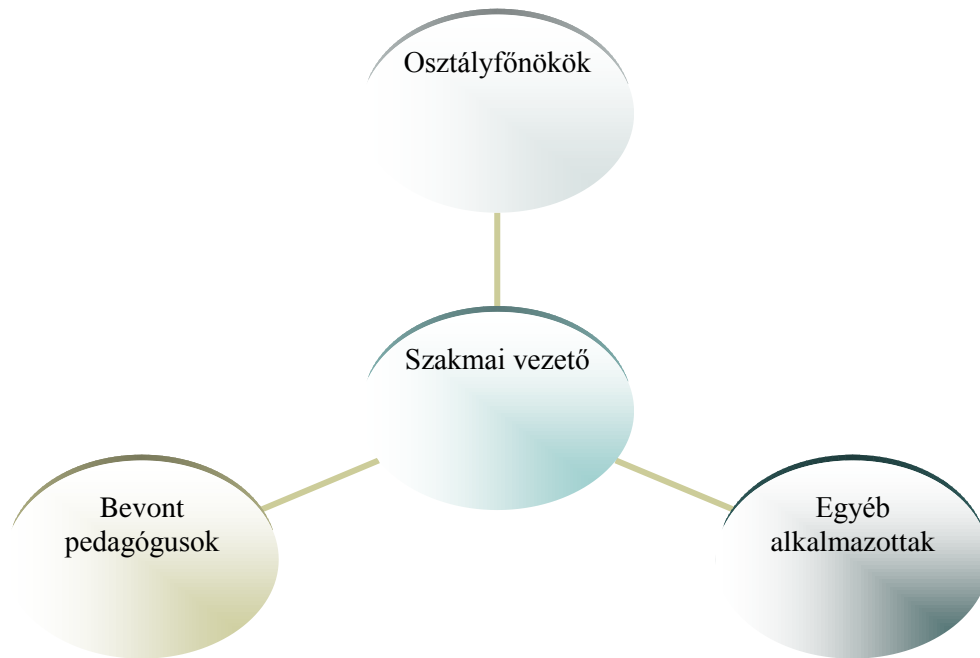 Osztályfőnökök
Szakmai vezető
Bevont
pedagógusok
Egyéb
alkalmazottak